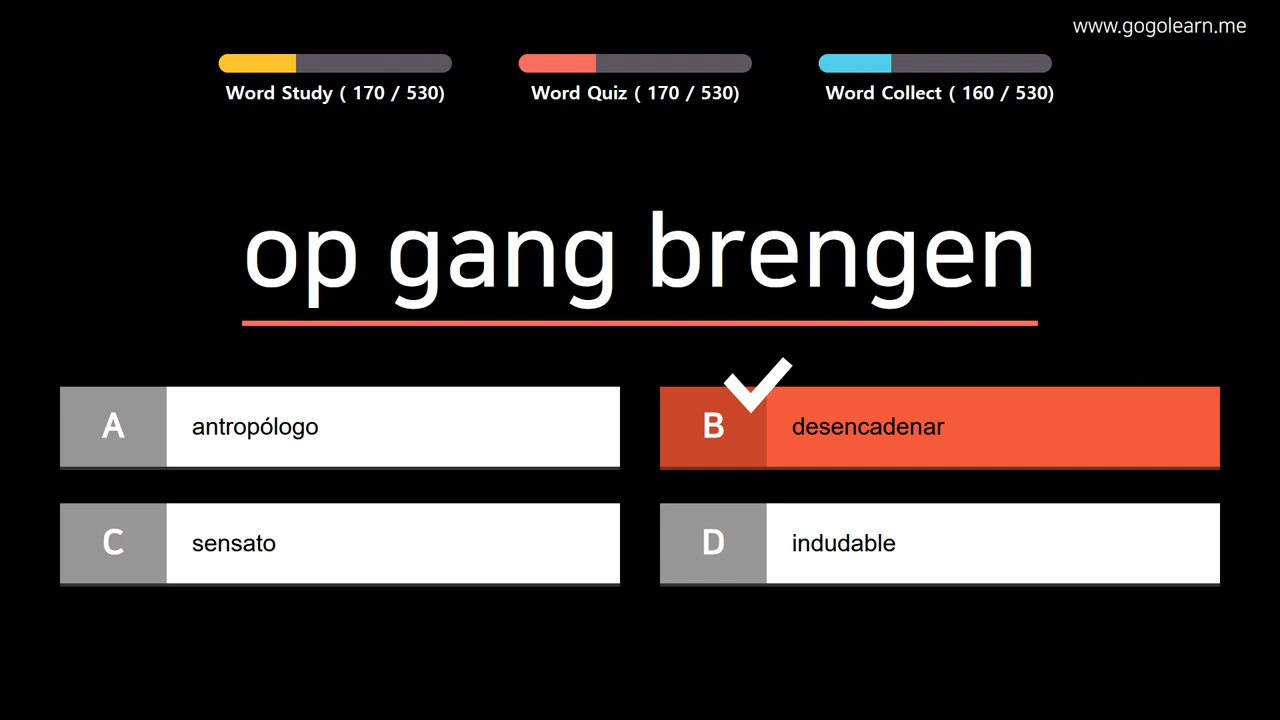 www.gogolearn.me
Word Study ( 170 / 530)
Word Quiz ( 170 / 530)
Word Collect ( 160 / 530)
op gang brengen
A antropólogo
B desencadenar
C sensato
D indudable